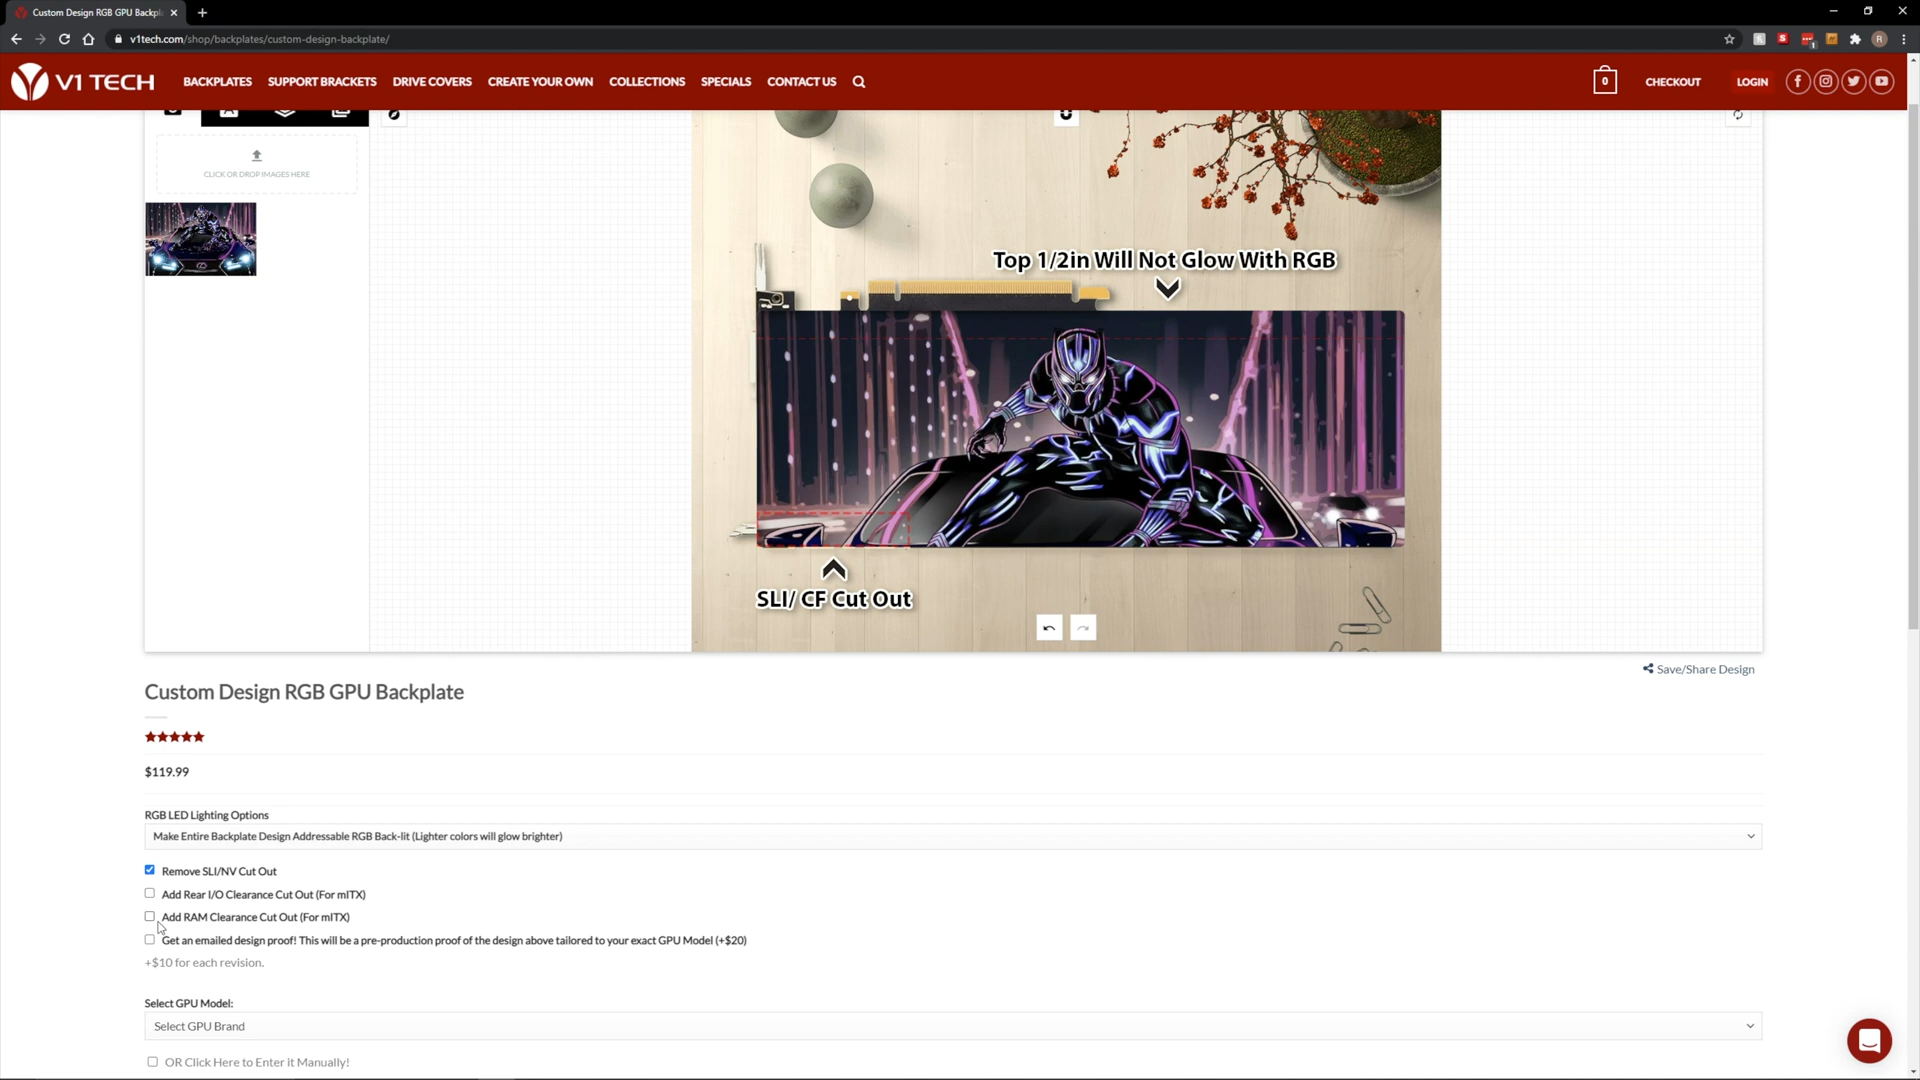 Custom Design RGB GPU Backpl
v1tech.com/shop/backplates/custom-design-backplate/
V1 TECH
BACKPLATES
SUPPORT BRACKETS
DRIVE COVERS
CREATE YOUR OWN
COLLECTIONS
SPECIALS
CONTACT US
0
CHECKOUT
LOGIN
CLICK OR DROP IMAGES HERE
Top 1/2in Will Not Glow With RGB
SLI/ CF Cut Out
Save/Share Design
Custom Design RGB GPU Backplate
$119.99
RGB LED Lighting Options
Make Entire Backplate Design Addressable RGB Back-lit (Lighter colors will glow brighter)
Remove SLI/NV Cut Out
Add Rear I/O Clearance Cut Out (For mITX)
Add RAM Clearance Cut Out (For mITX)
Get an emailed design proof! This will be a pre-production proof of the design above tailored to your exact GPU Model (+$20)
+$10 for each revision.
Select GPU Model:
Select GPU Brand
OR Click Here to Enter it Manually!